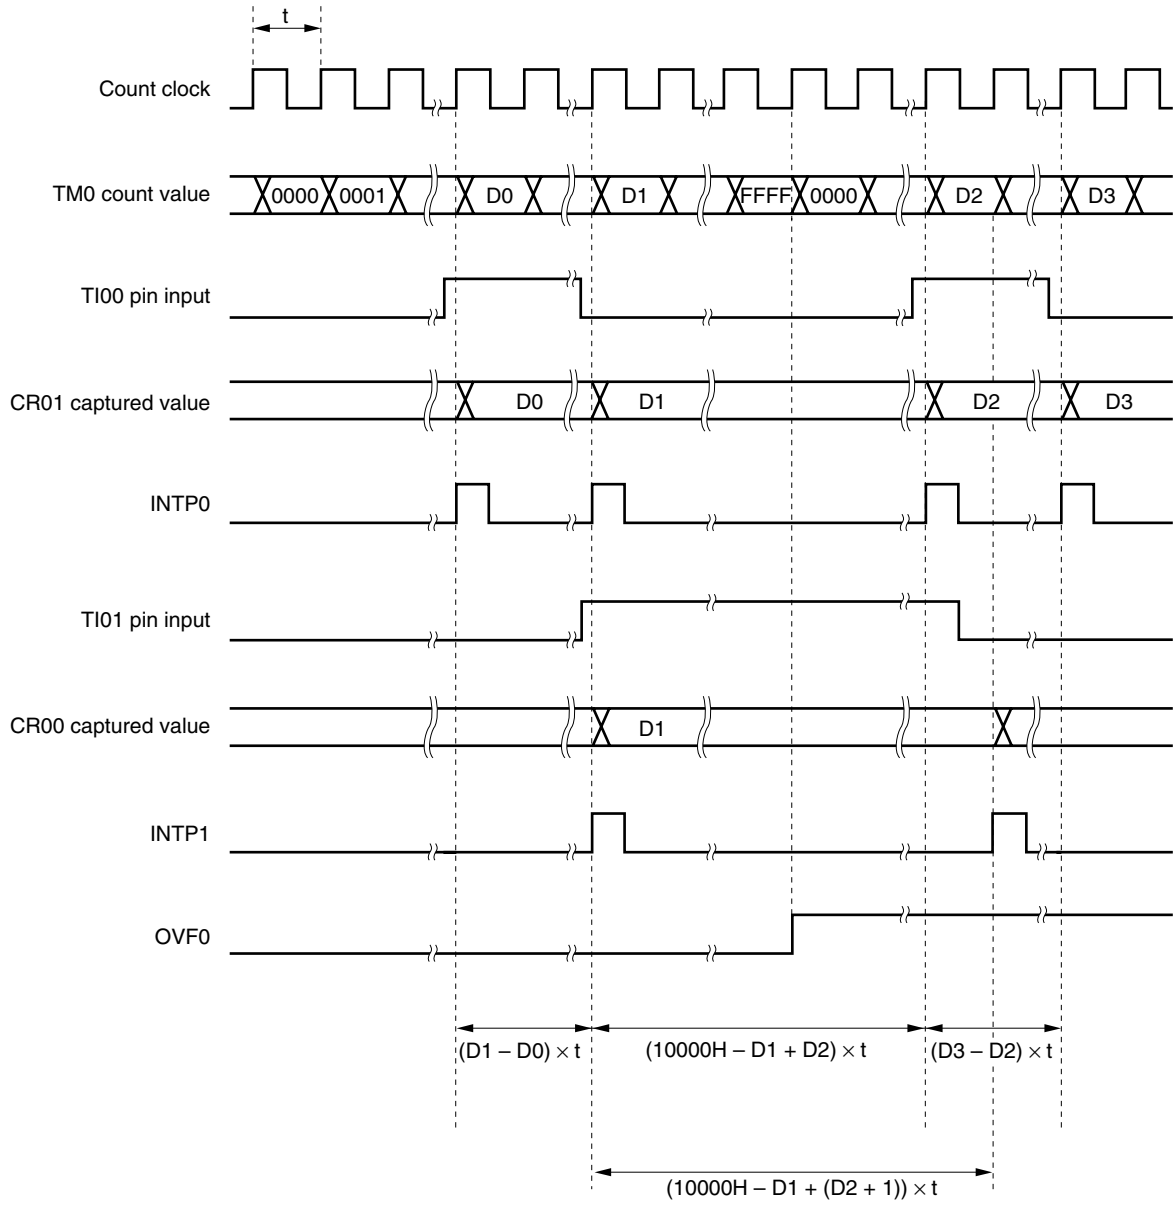 t
Count clock
TM0 count value 0000 0001 D0 D1 FFFF 0000 D2 D3
TI00 pin input
CR01 captured value D0 D1 D2 D3
INTP0
TI01 pin input
CR00 captured value D1
INTP1
OVF0
(D1 – D0) × t (10000H – D1 + D2) × t (D3 – D2) × t
(10000H – D1 + (D2 + 1)) × t